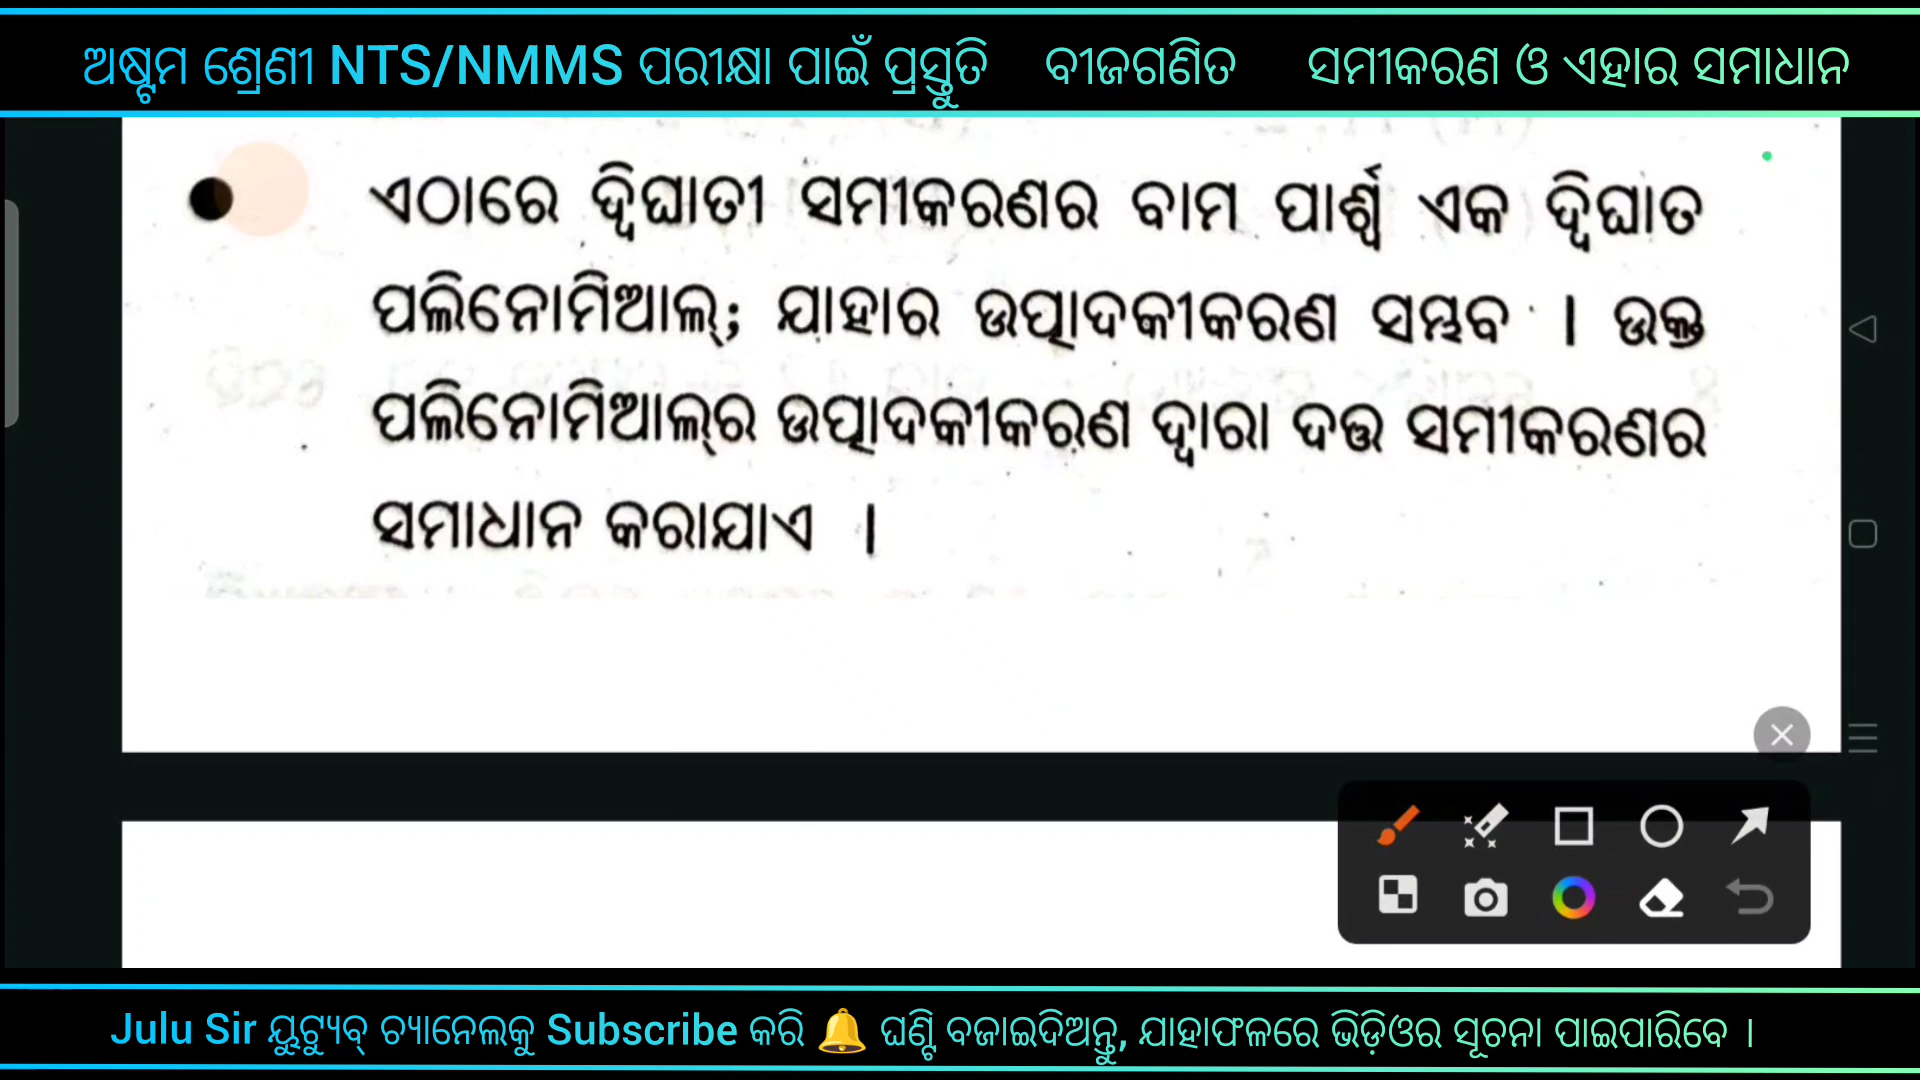 ଅଷ୍ଟମ ଶ୍ରେଣୀ NTS/NMMS ପରୀକ୍ଷା ପାଇଁ ପ୍ରସ୍ତୁତି ବୀଜଗଣିତ ସମୀକରଣ ଓ ଏହାର ସମାଧାନ
● ଏଠାରେ ଦ୍ୱିଘାତୀ ସମୀକରଣର ବାମ ପାର୍ଶ୍ୱ ଏକ ଦ୍ୱିଘାତ
ପଲିନୋମିଆଲ୍; ଯାହାର ଉତ୍ପାଦକୀକରଣ ସମ୍ଭବ । ଉକ୍ତ
ପଲିନୋମିଆଲ୍‌ର ଉତ୍ପାଦକୀକରଣ ଦ୍ୱାରା ଦତ୍ତ ସମୀକରଣର
ସମାଧାନ କରାଯାଏ ।
Julu Sir ୟୁଟ୍ୟୁବ୍ ଚ୍ୟାନେଲକୁ Subscribe କରି 🔔 ଘଣ୍ଟି ବଜାଇଦିଅନ୍ତୁ, ଯାହାଫଳରେ ଭିଡ଼ିଓର ସୂଚନା ପାଇପାରିବେ ।